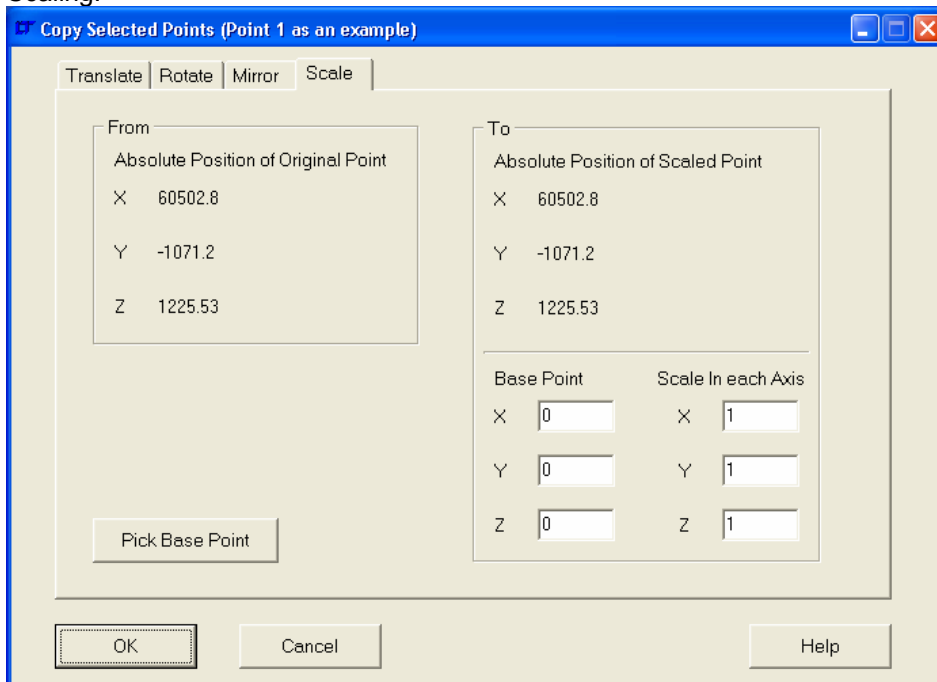 Scaling:
Copy Selected Points (Point 1 as an example)
Translate Rotate Mirror Scale
From
Absolute Position of Original Point
X 60502.8
Y -1071.2
Z 1225.53
To
Absolute Position of Scaled Point
X 60502.8
Y -1071.2
Z 1225.53
Base Point Scale In each Axis
X 0 X 1
Y 0 Y 1
Z 0 Z 1
Pick Base Point
OK Cancel Help